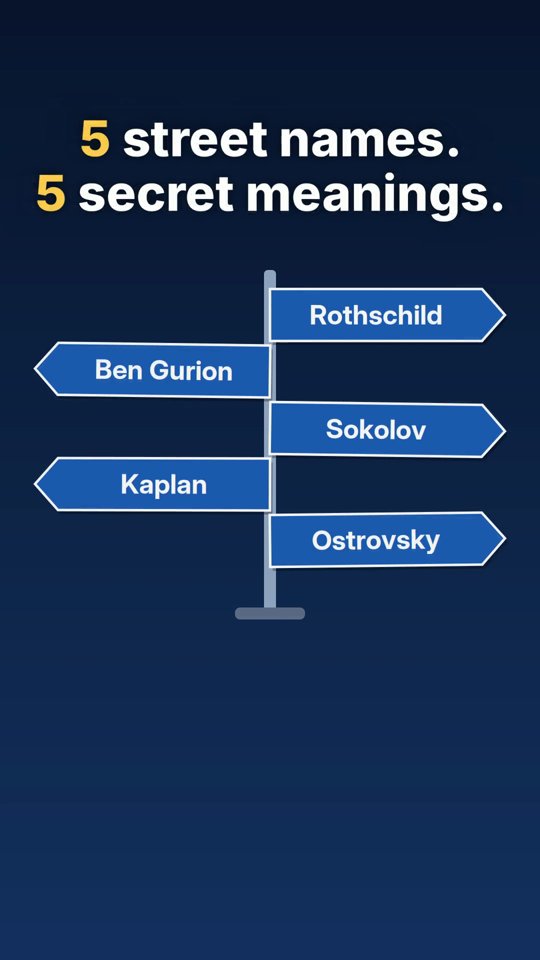 5 street names.
5 secret meanings.
Rothschild
Ben Gurion
Sokolov
Kaplan
Ostrovsky